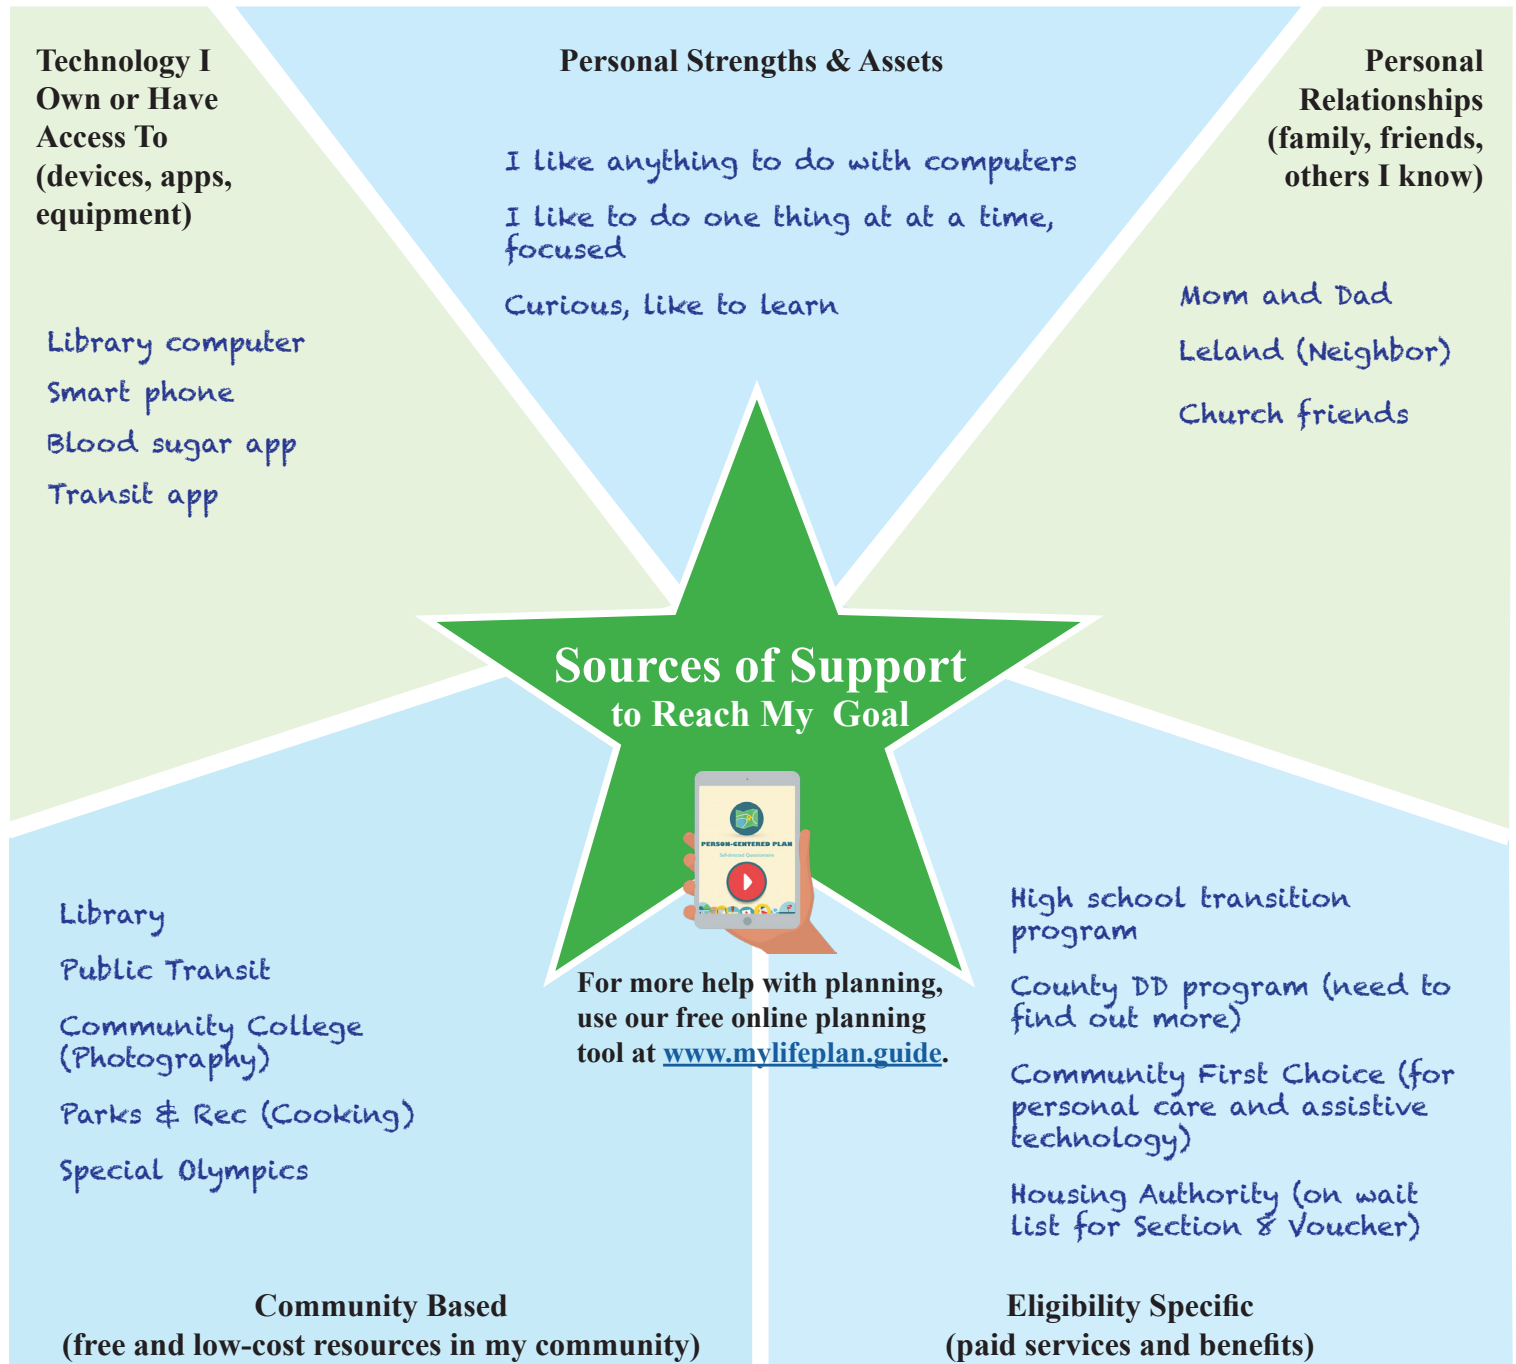 Technology I
Own or Have
Access To
(devices, apps,
equipment)
Library computer
Smart phone
Blood sugar app
Transit app
Personal Strengths & Assets
I like anything to do with computers
I like to do one thing at at a time,
focused
Curious, like to learn
Personal
Relationships
(family, friends,
others I know)
Mom and Dad
Leland (Neighbor)
Church friends
Sources of Support
to Reach My Goal
PERSON-CENTERED PLAN
Self-directed Questionnaire
For more help with planning,
use our free online planning
tool at www.mylifeplan.guide.
Library
Public Transit
Community College
(Photography)
Parks & Rec (Cooking)
Special Olympics
Community Based
(free and low-cost resources in my community)
High school transition
program
County DD program (need to
find out more)
Community First Choice (for
personal care and assistive
technology)
Housing Authority (on wait
list for Section 8 Voucher)
Eligibility Specific
(paid services and benefits)